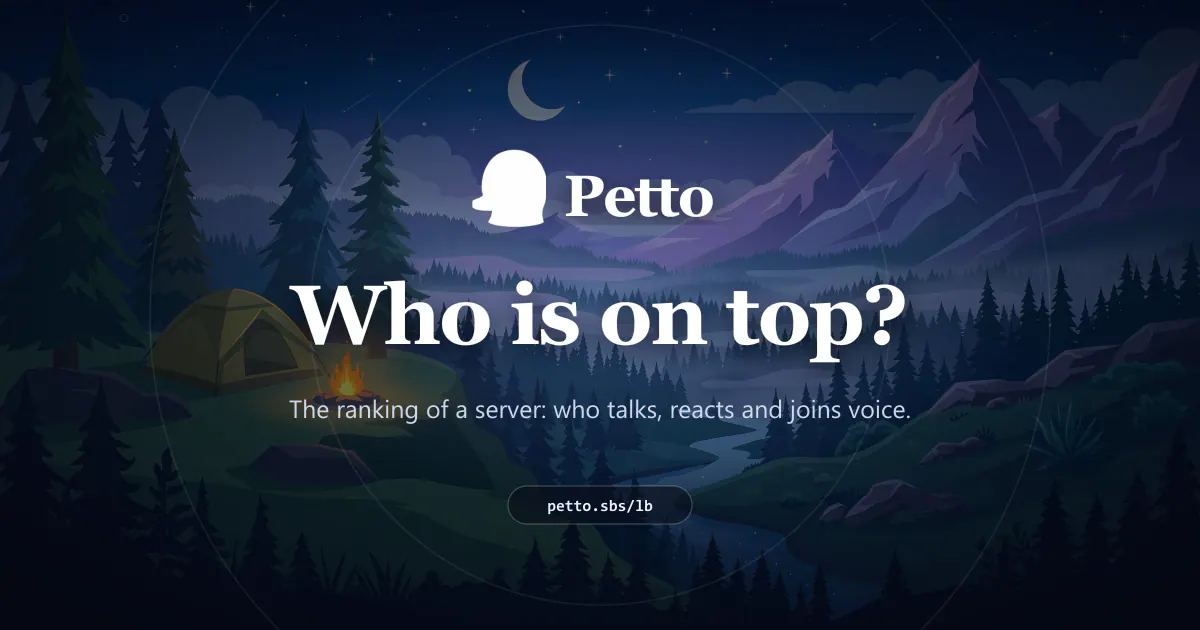 Petto
Who is on top?
The ranking of a server: who talks, reacts and joins voice.
petto.sbs/lb